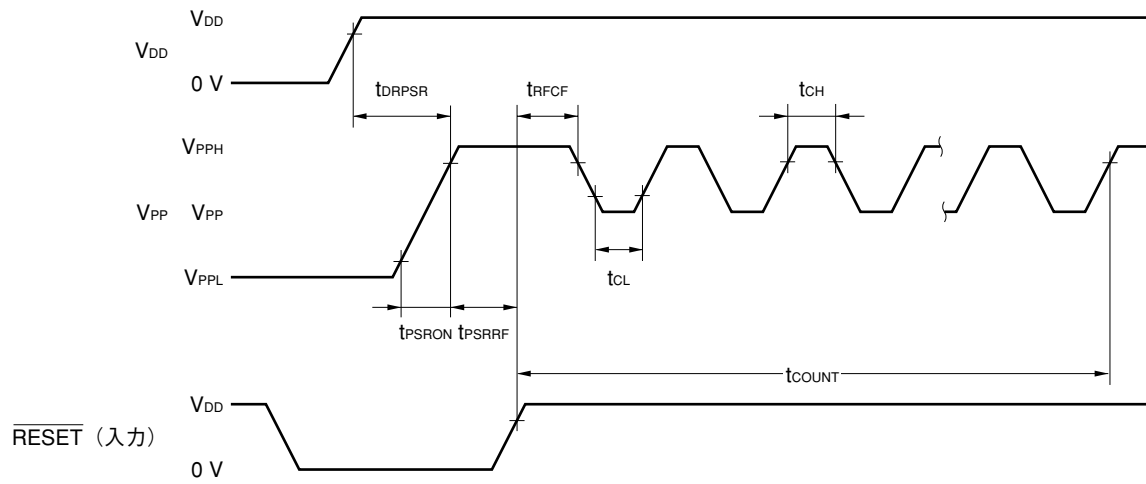 VDD
VDD
0 V
tDRPSR
tRFCF
tCH
VPPH
VPP VPP
VPPL
tCL
tPSRON tPSRRF
tCOUNT
VDD
RESET（入力）
0 V